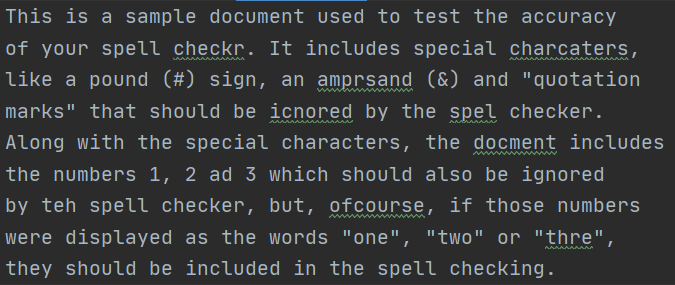 This is a sample document used to test the accuracy
of your spell checkr. It includes special charcaters,
like a pound (#) sign, an amprsand (&) and "quotation
marks" that should be icnored by the spel checker.
Along with the special characters, the docment includes
the numbers 1, 2 ad 3 which should also be ignored
by teh spell checker, but, ofcourse, if those numbers
were displayed as the words "one", "two" or "thre",
they should be included in the spell checking.